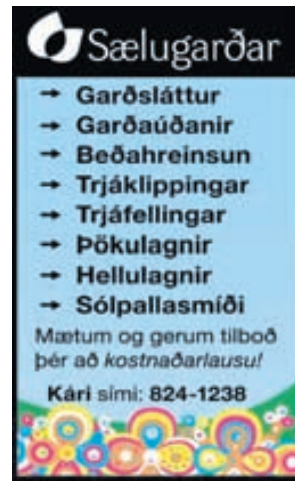 Sælugarðar
→ Garðsláttur
→ Garðaúðanir
→ Beðahreinsun
→ Trjáklippingar
→ Trjáfellingar
→ Þökulagnir
→ Hellulagnir
→ Sólpallasmíði
Mætum og gerum tilboð
þér að kostnaðarlausu!
Kári sími: 824-1238